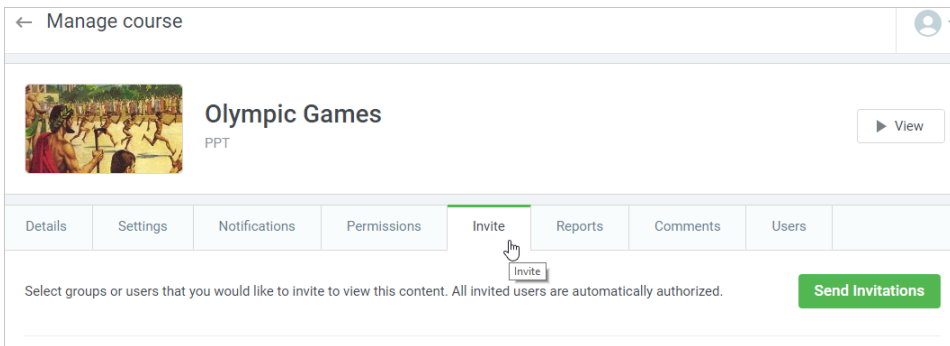 Manage course
Olympic Games
PPT
View
Details Settings Notifications Permissions Invite Reports Comments Users
Invite
Select groups or users that you would like to invite to view this content. All invited users are automatically authorized.
Send Invitations